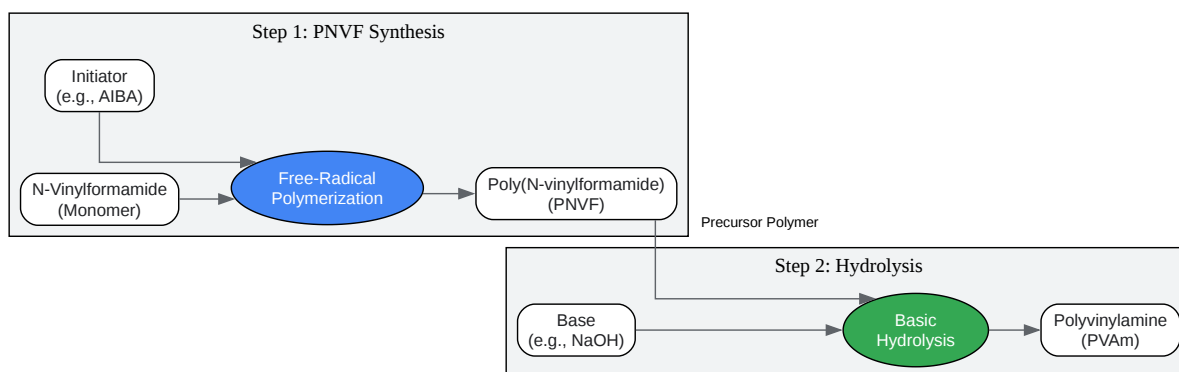 Step 1: PNVF Synthesis
Initiator
(e.g., AIBA)
N-Vinylformamide
(Monomer)
Free-Radical
Polymerization
Poly(N-vinylformamide)
(PNVF)
Precursor Polymer
Step 2: Hydrolysis
Base
(e.g., NaOH)
Basic
Hydrolysis
Polyvinylamine
(PVAm)